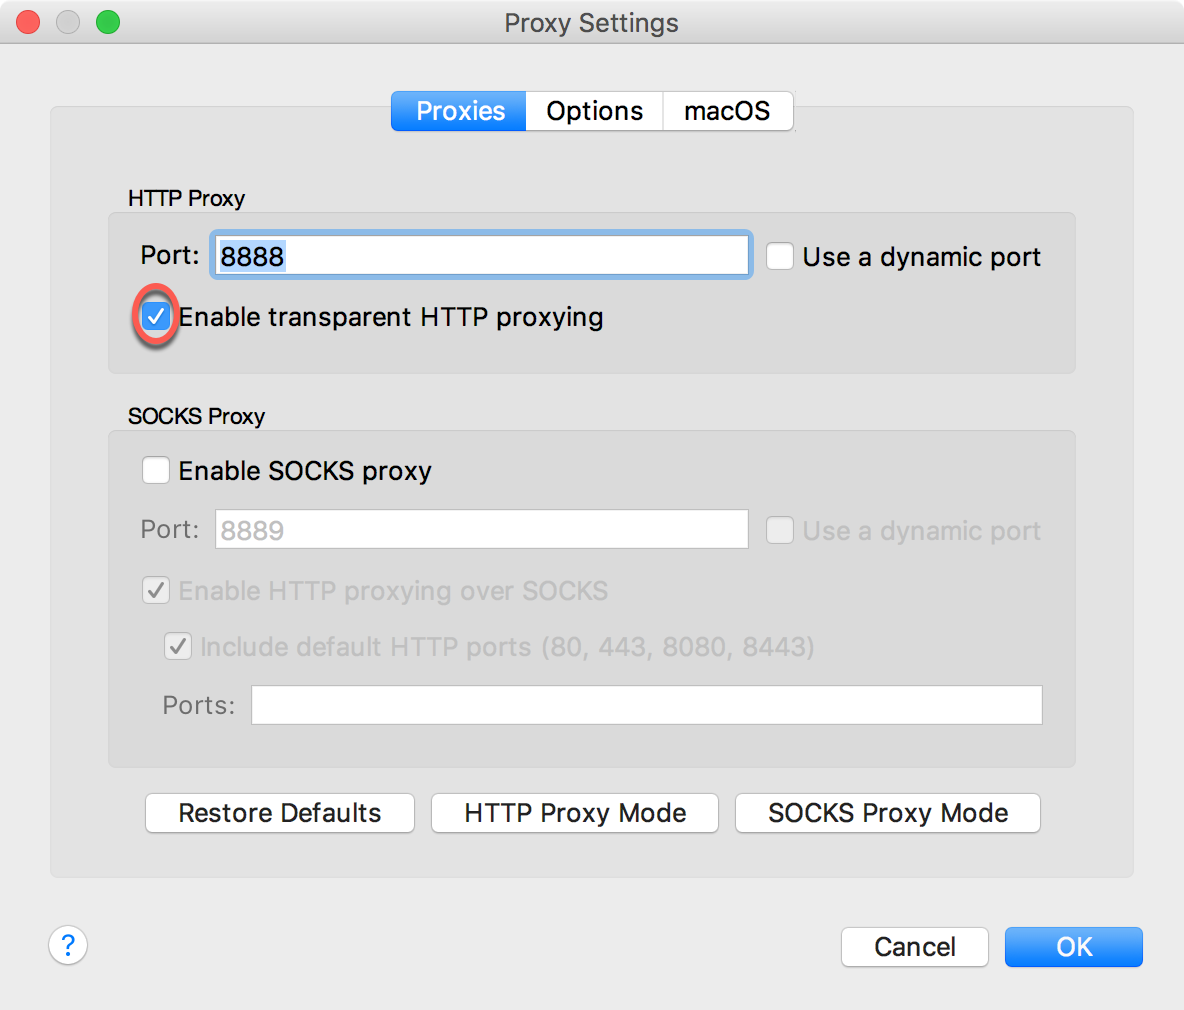 Proxy Settings
Proxies Options macOS
HTTP Proxy
Port: 8888 Use a dynamic port
Enable transparent HTTP proxying
SOCKS Proxy
Enable SOCKS proxy
Port: 8889 Use a dynamic port
Enable HTTP proxying over SOCKS
Include default HTTP ports (80, 443, 8080, 8443)
Ports:
Restore Defaults HTTP Proxy Mode SOCKS Proxy Mode
? Cancel OK